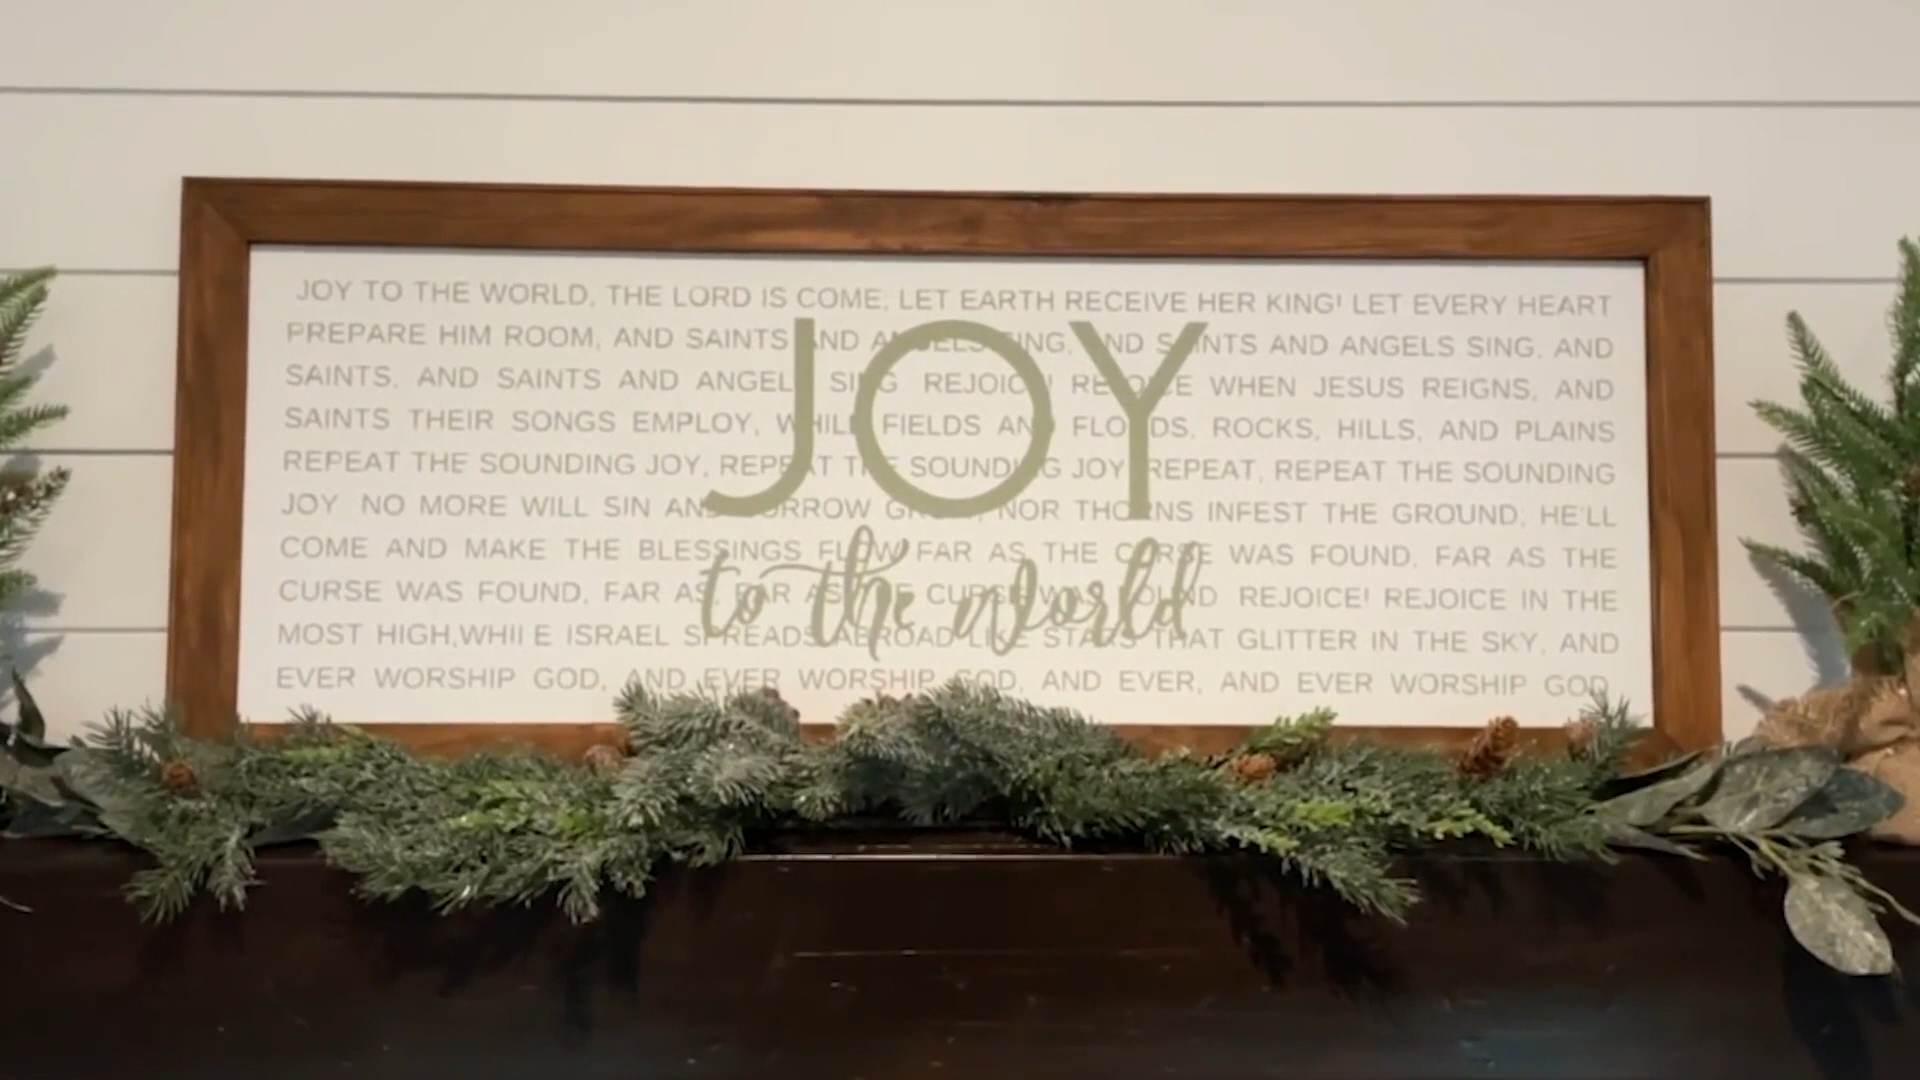 JOY TO THE WORLD, THE LORD IS COME, LET EARTH RECEIVE HER KING! LET EVERY HEART
PREPARE HIM ROOM, AND SAINTS AND ANGELS SING, AND SAINTS AND ANGELS SING, AND
SAINTS, AND SAINTS AND ANGELS SING REJOICE! REJOICE WHEN JESUS REIGNS, AND
SAINTS THEIR SONGS EMPLOY, WHILE FIELDS AND FLOODS, ROCKS, HILLS, AND PLAINS
REPEAT THE SOUNDING JOY, REPEAT THE SOUNDING JOY REPEAT, REPEAT THE SOUNDING
JOY NO MORE WILL SIN AND SORROW GROW, NOR THORNS INFEST THE GROUND; HE'LL
COME AND MAKE THE BLESSINGS FLOW FAR AS THE CURSE WAS FOUND, FAR AS THE
CURSE WAS FOUND, FAR AS, FAR AS THE CURSE WAS FOUND REJOICE! REJOICE IN THE
MOST HIGH,WHILE ISRAEL SPREADS ABROAD LIKE STARS THAT GLITTER IN THE SKY, AND
EVER WORSHIP GOD, AND EVER WORSHIP GOD, AND EVER, AND EVER WORSHIP GOD
JOY
to the world